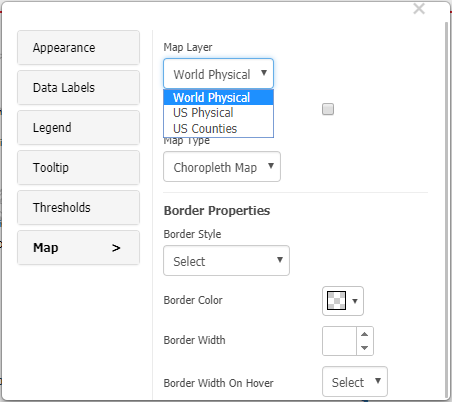 ×
Appearance
Data Labels
Legend
Tooltip
Thresholds
Map >
Map Layer
World Physical
World Physical
US Physical
US Counties
Map Type
Choropleth Map
Border Properties
Border Style
Select
Border Color
Border Width
Border Width On Hover
Select